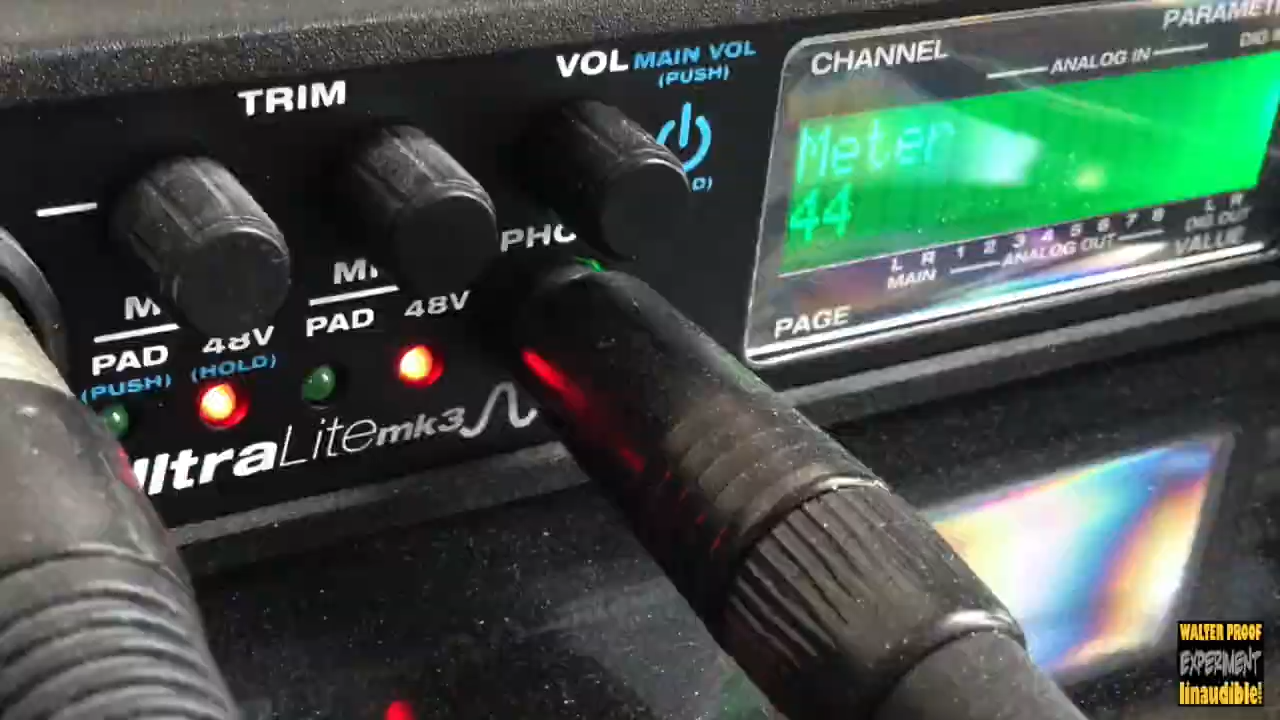 TRIM
VOL MAIN VOL
(PUSH)
CHANNEL
ANALOG IN
Meter
44
L R 1 2 3 4 5 6 7 8 L R
MAIN
ANALOG OUT
DIG OUT
VALUE
PAGE
PAD
48V
(PUSH)
(HOLD)
PAD
48V
UltraLite mk3
WALTER PROOF
EXPERIMENT
linaudible!